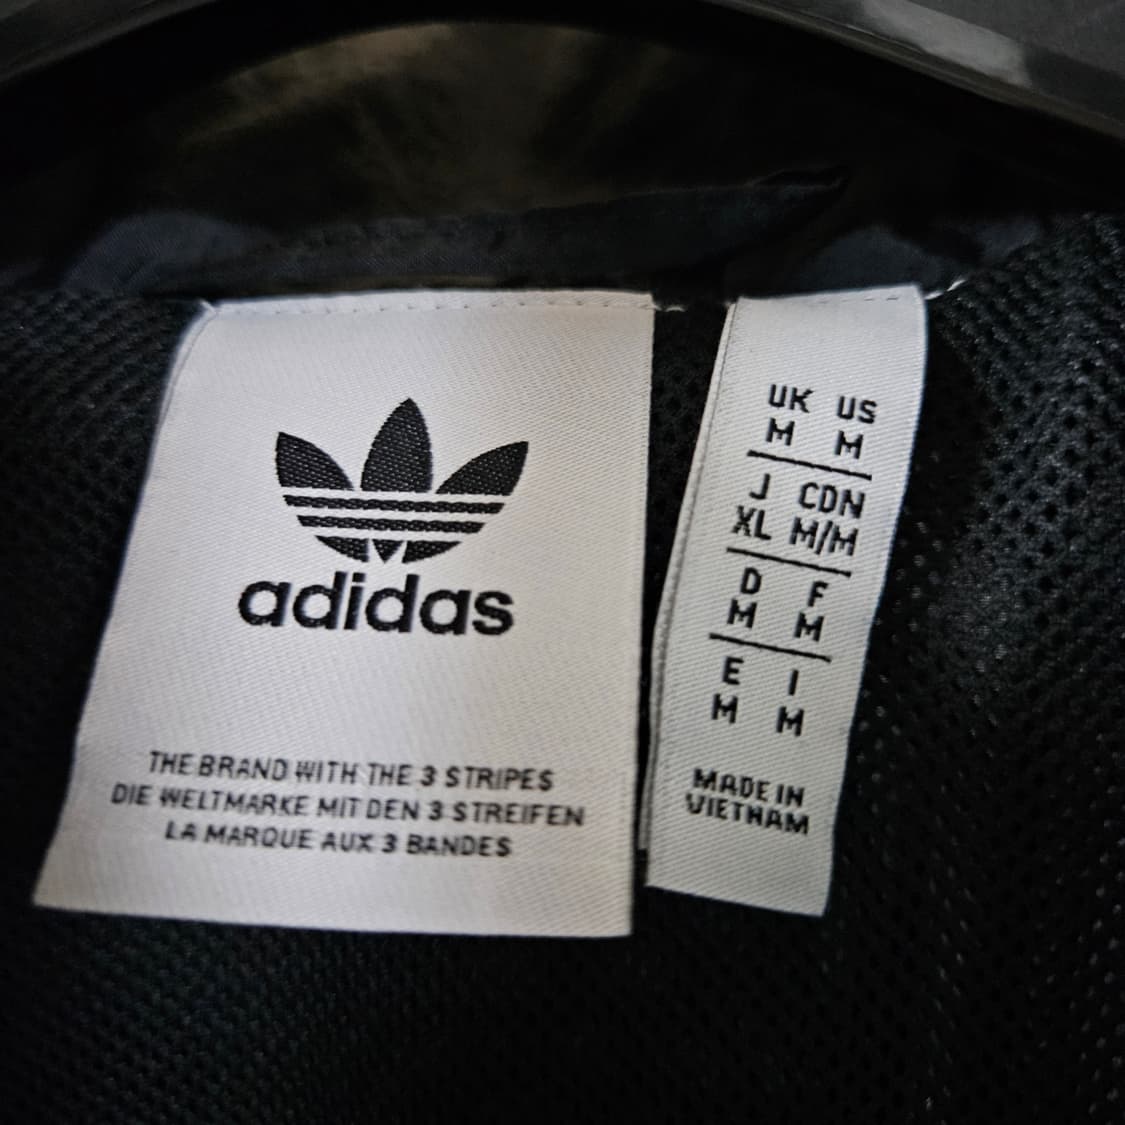 adidas
THE BRAND WITH THE 3 STRIPES
DIE WELTMARKE MIT DEN 3 STREIFEN
LA MARQUE AUX 3 BANDES
UK US
M M
J CDN
XL M/M
D F
M M
E I
M M
MADE IN
VIETNAM